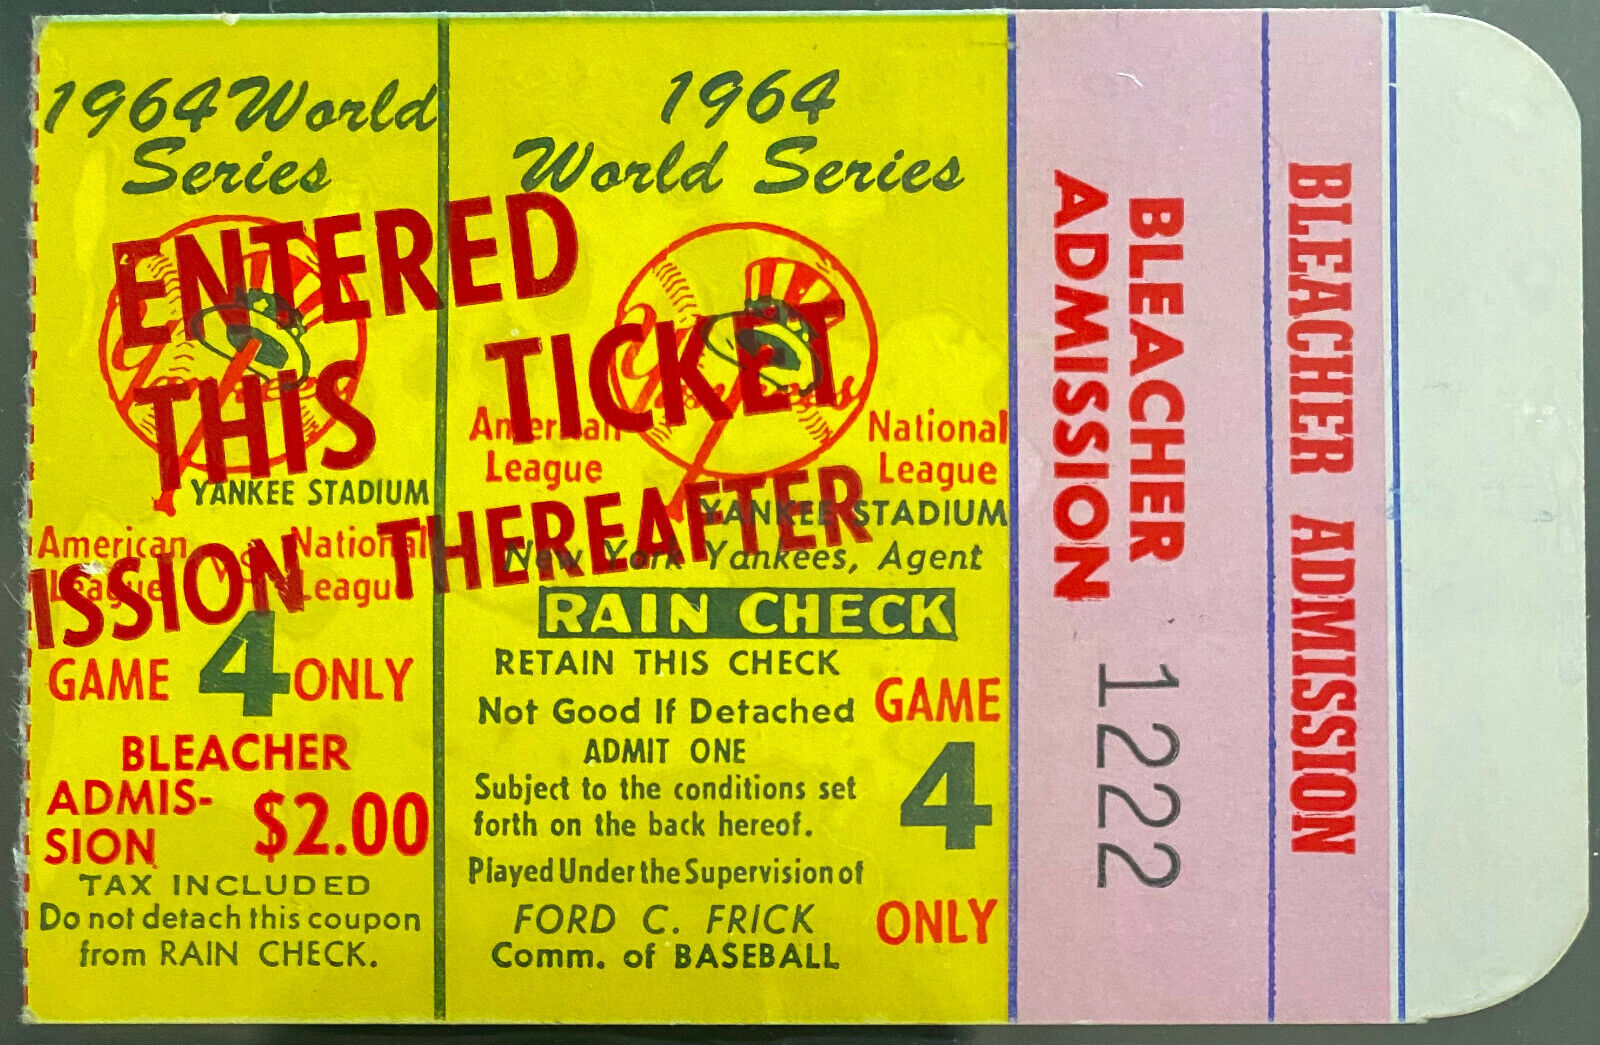 1964 World
Series
Yankees
YANKEE STADIUM
American
League
VS
National
League
GAME 4 ONLY
BLEACHER
ADMIS-
SION
$2.00
TAX INCLUDED
Do not detach this coupon
from RAIN CHECK.
1964
World Series
Yankees
American
League
National
League
YANKEE STADIUM
New York Yankees, Agent
RAIN CHECK
RETAIN THIS CHECK
Not Good If Detached
ADMIT ONE
Subject to the conditions set
forth on the back hereof.
Played Under the Supervision of
FORD C. FRICK
Comm. of BASEBALL
GAME
4
ONLY
ENTERED
THIS TICKET
ISSION THEREAFTER
BLEACHER
ADMISSION
1222
BLEACHER ADMISSION